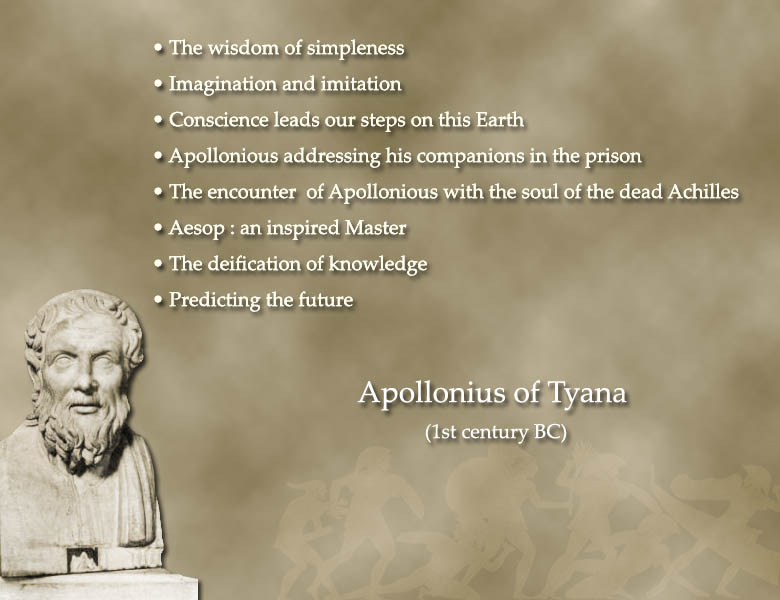 • The wisdom of simpleness
• Imagination and imitation
• Conscience leads our steps on this Earth
• Apollonious addressing his companions in the prison
• The encounter of Apollonious with the soul of the dead Achilles
• Aesop : an inspired Master
• The deification of knowledge
• Predicting the future
Apollonius of Tyana
(1st century BC)